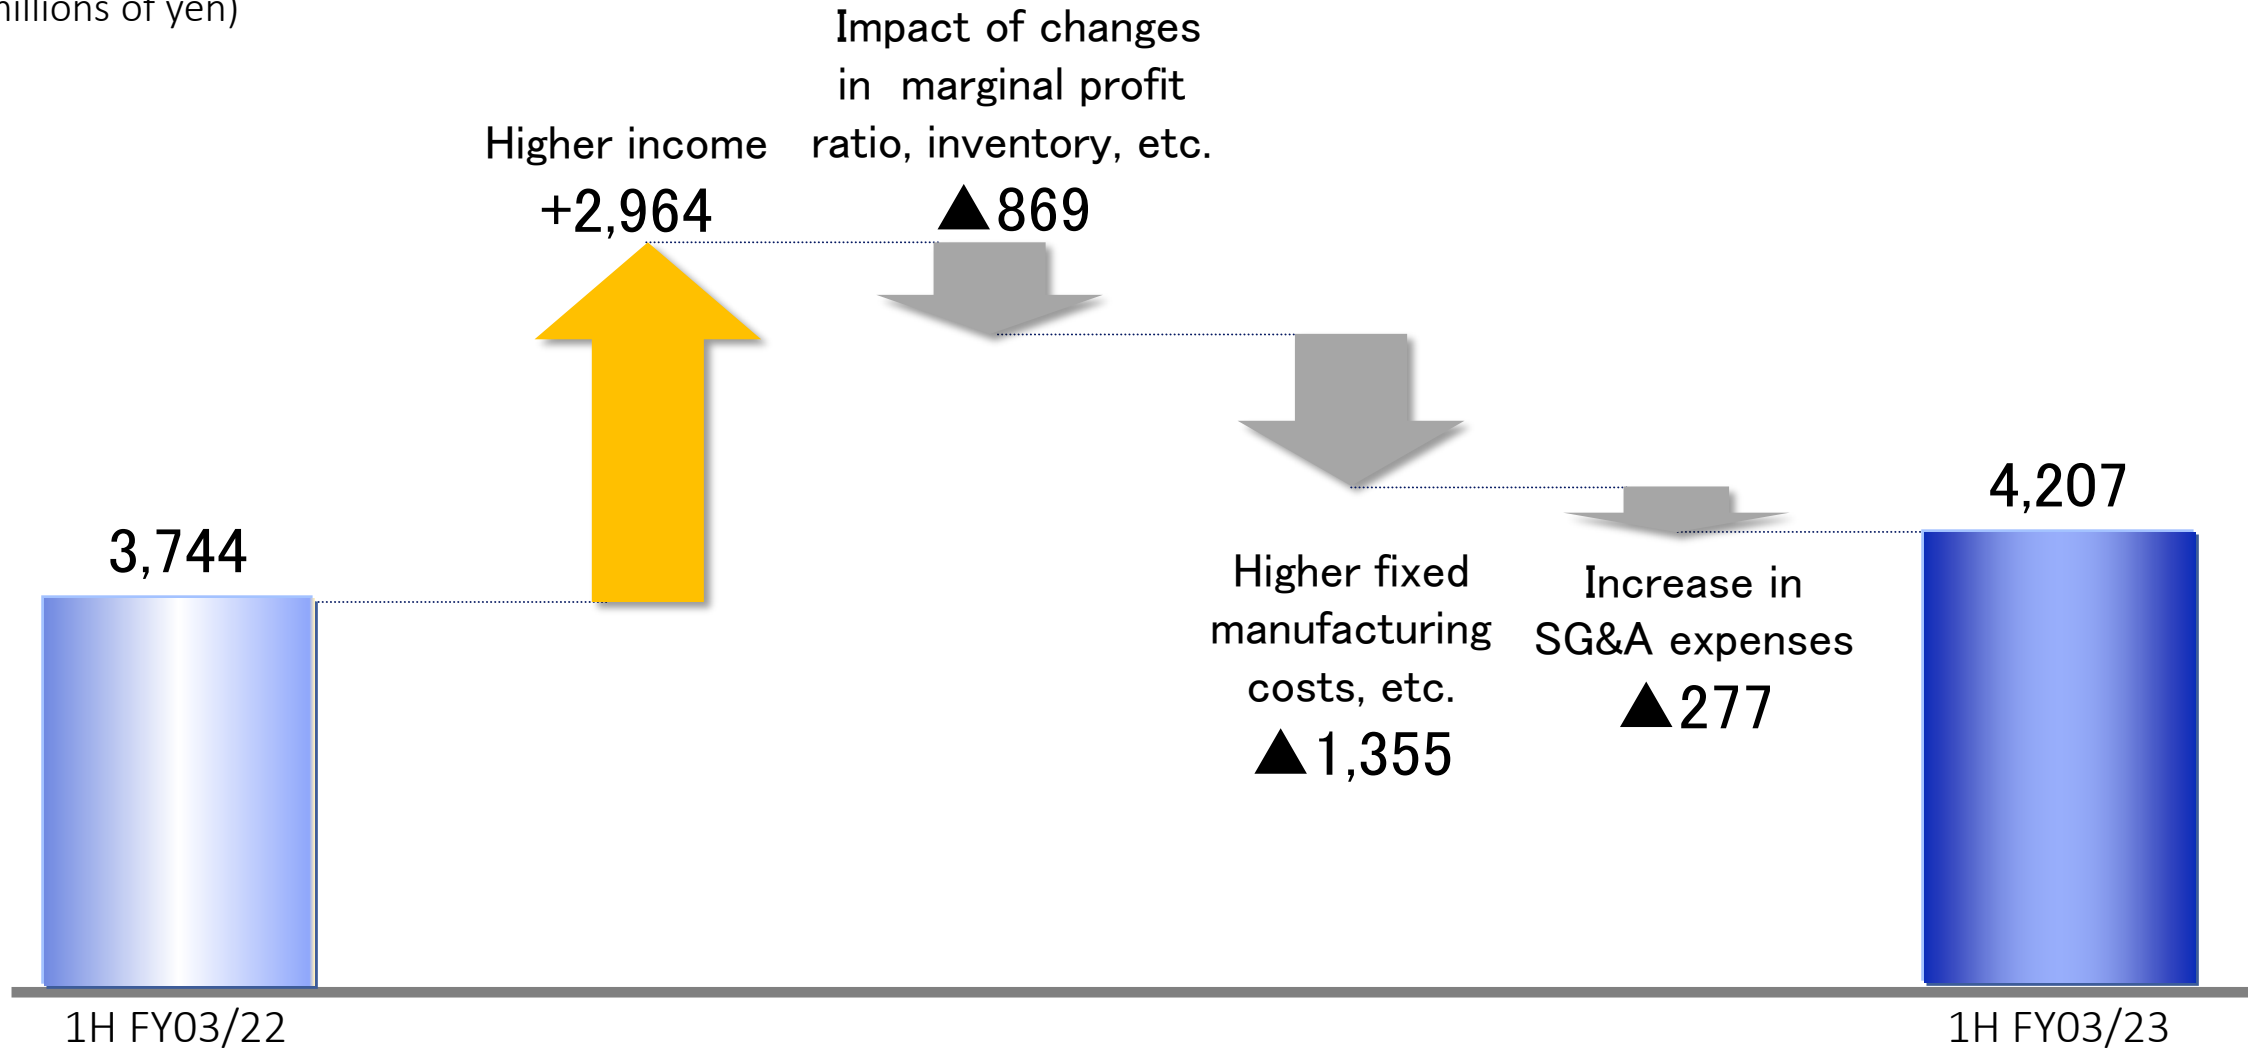 millions of yen)
Impact of changes
in marginal profit
ratio, inventory, etc.
▲869
Higher income
+2,964
3,744
Higher fixed
manufacturing
costs, etc.
▲1,355
Increase in
SG&A expenses
▲277
4,207
1H FY03/22
1H FY03/23